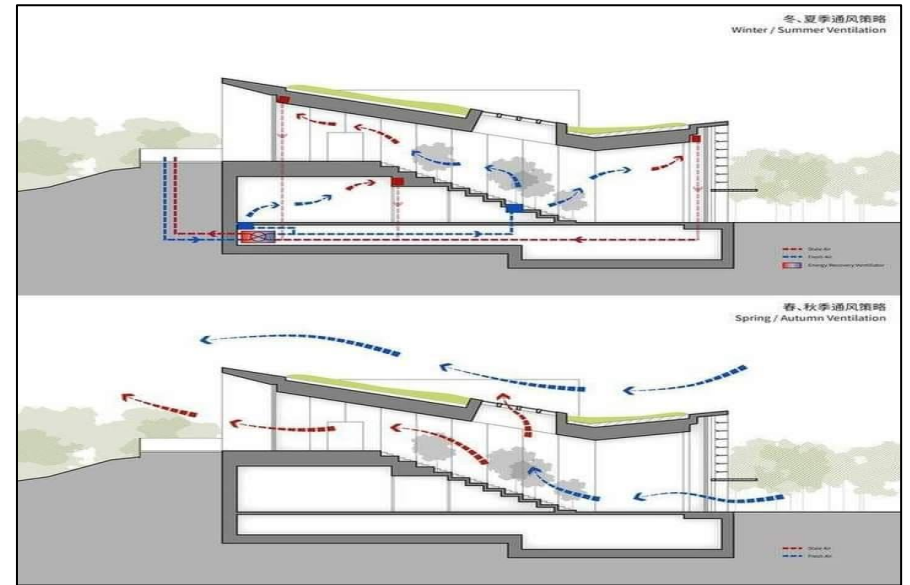 冬、夏季通风策略
Winter / Summer Ventilation
Stale Air
Fresh Air
Energy Recovery Ventilator
春、秋季通风策略
Spring / Autumn Ventilation
Stale Air
Fresh Air